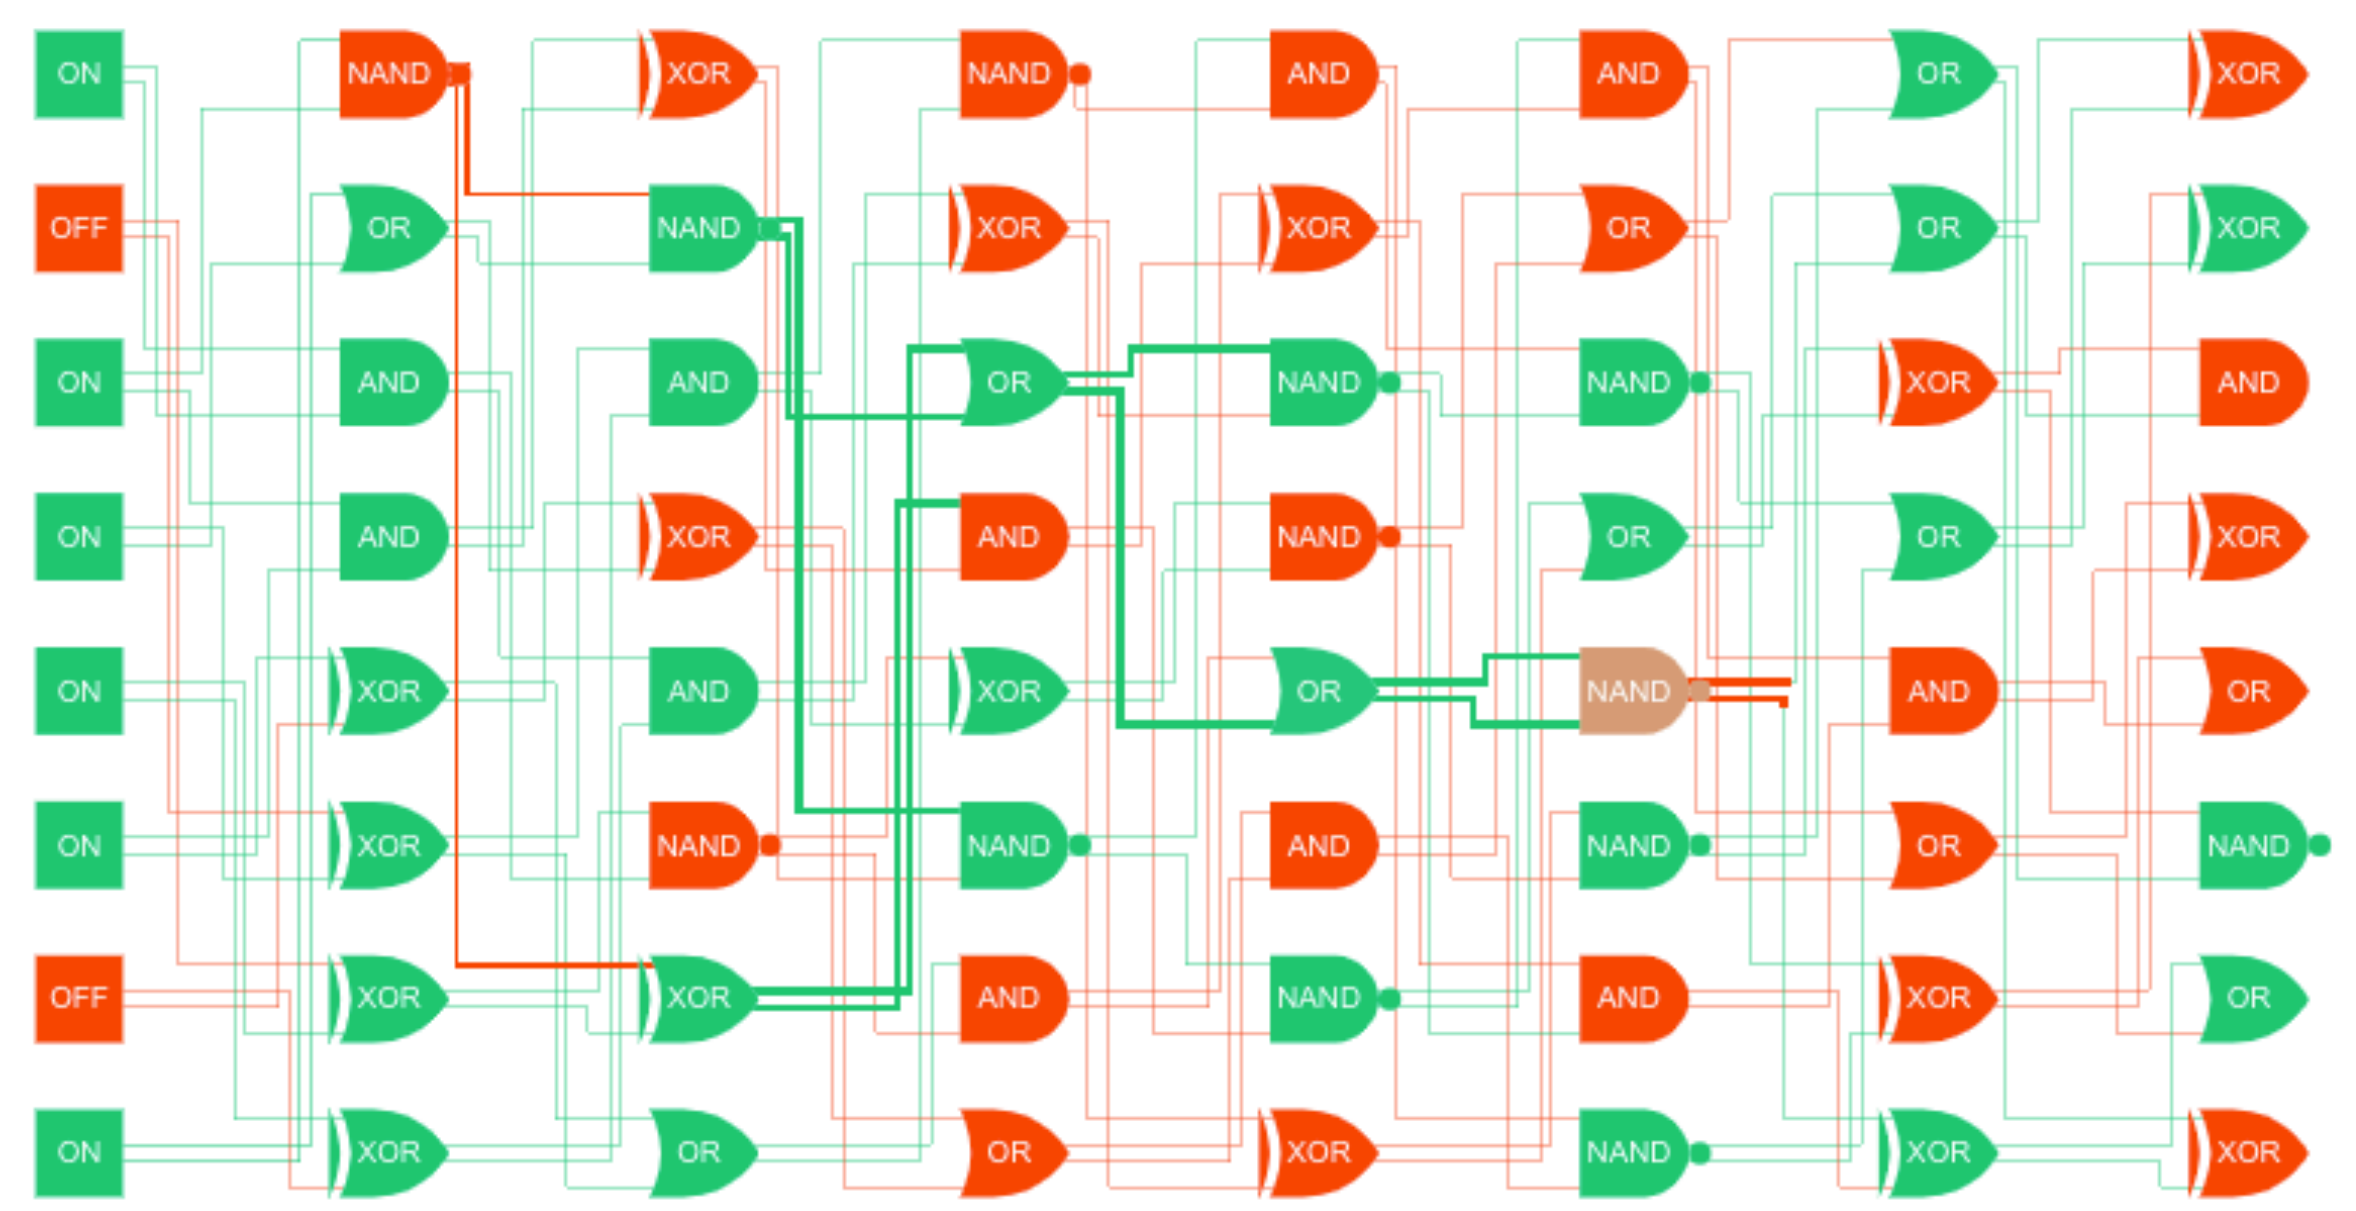 ON NAND XOR NAND AND AND OR XOR
OFF OR NAND XOR XOR OR OR XOR
ON AND AND OR NAND NAND XOR AND
ON AND XOR AND NAND OR OR XOR
ON XOR AND XOR OR NAND AND OR
ON XOR NAND NAND AND NAND OR NAND
OFF XOR XOR AND NAND AND XOR OR
ON XOR OR OR XOR NAND XOR XOR